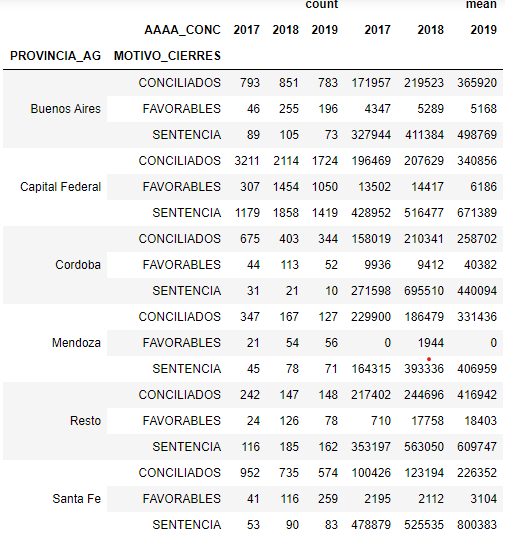 count mean
AAAA_CONC 2017 2018 2019 2017 2018 2019
PROVINCIA_AG MOTIVO_CIERRES
CONCILIADOS 793 851 783 171957 219523 365920
Buenos Aires FAVORABLES 46 255 196 4347 5289 5168
SENTENCIA 89 105 73 327944 411384 498769
CONCILIADOS 3211 2114 1724 196469 207629 340856
Capital Federal FAVORABLES 307 1454 1050 13502 14417 6186
SENTENCIA 1179 1858 1419 428952 516477 671389
CONCILIADOS 675 403 344 158019 210341 258702
Cordoba FAVORABLES 44 113 52 9936 9412 40382
SENTENCIA 31 21 10 271598 695510 440094
CONCILIADOS 347 167 127 229900 186479 331436
Mendoza FAVORABLES 21 54 56 0 1944 0
SENTENCIA 45 78 71 164315 393336 406959
CONCILIADOS 242 147 148 217402 244696 416942
Resto FAVORABLES 24 126 78 710 17758 18403
SENTENCIA 116 185 162 353197 563050 609747
CONCILIADOS 952 735 574 100426 123194 226352
Santa Fe FAVORABLES 41 116 259 2195 2112 3104
SENTENCIA 53 90 83 478879 525535 800383